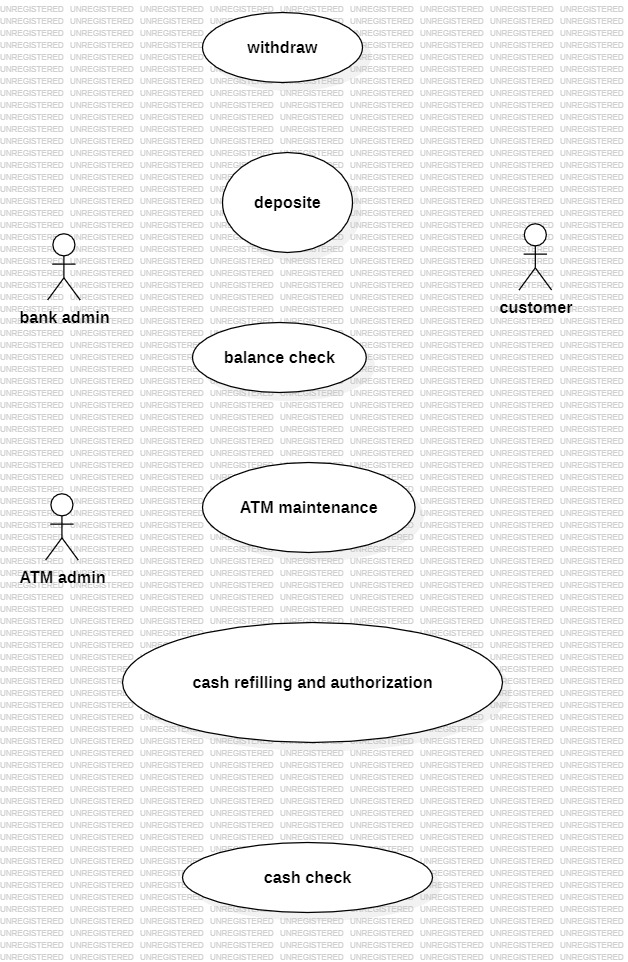 withdraw
deposite
bank admin
customer
balance check
ATM maintenance
ATM admin
cash refilling and authorization
cash check
UNREGISTERED